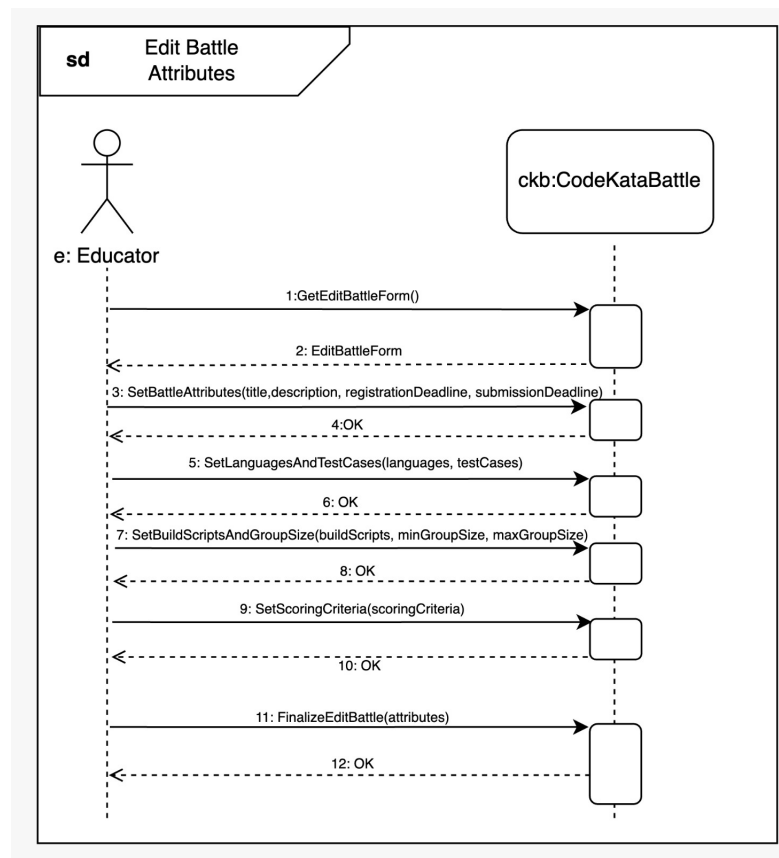 sd
Edit Battle
Attributes
ckb:CodeKataBattle
e: Educator
1:GetEditBattleForm()
2: EditBattleForm
3: SetBattleAttributes(title,description, registrationDeadline, submissionDeadline)
4:OK
5: SetLanguagesAndTestCases(languages, testCases)
6: OK
7: SetBuildScriptsAndGroupSize(buildScripts, minGroupSize, maxGroupSize)
8: OK
9: SetScoringCriteria(scoringCriteria)
10: OK
11: FinalizeEditBattle(attributes)
12: OK